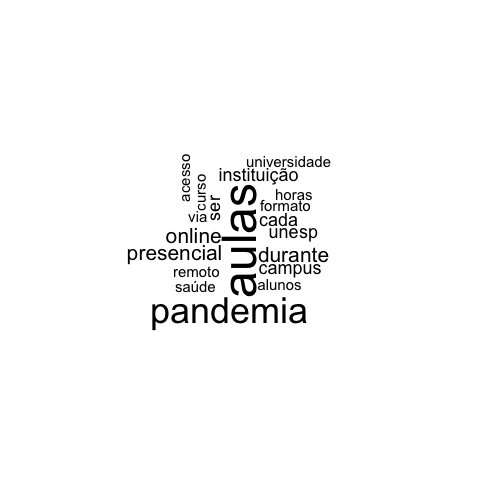 universidade
instituição
acesso
curso
ser
via
horas
formato
cada
unesp
online
aulas
presencial
durante
remoto
campus
saúde
alunos
pandemia